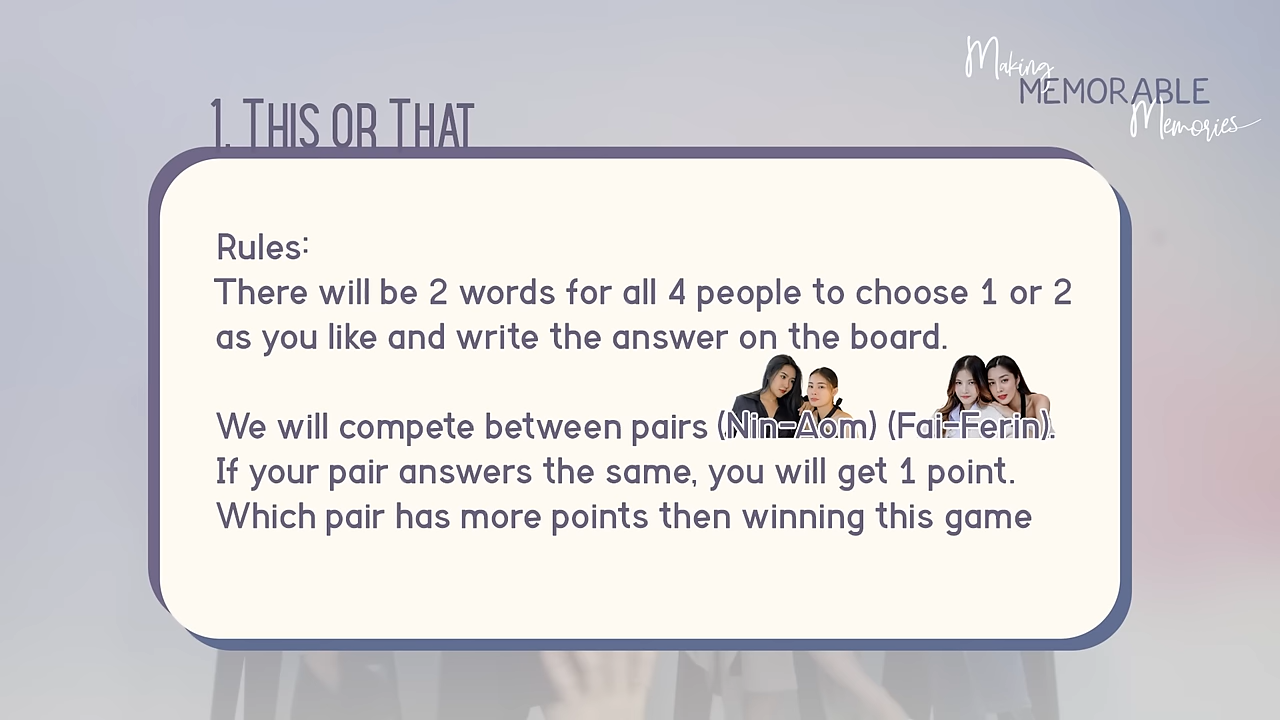 Making
MEMORABLE
Memories
1. THIS OR THAT
Rules:
There will be 2 words for all 4 people to choose 1 or 2
as you like and write the answer on the board.
We will compete between pairs (Nin-Aom) (Fai-Ferin).
If your pair answers the same, you will get 1 point.
Which pair has more points then winning this game